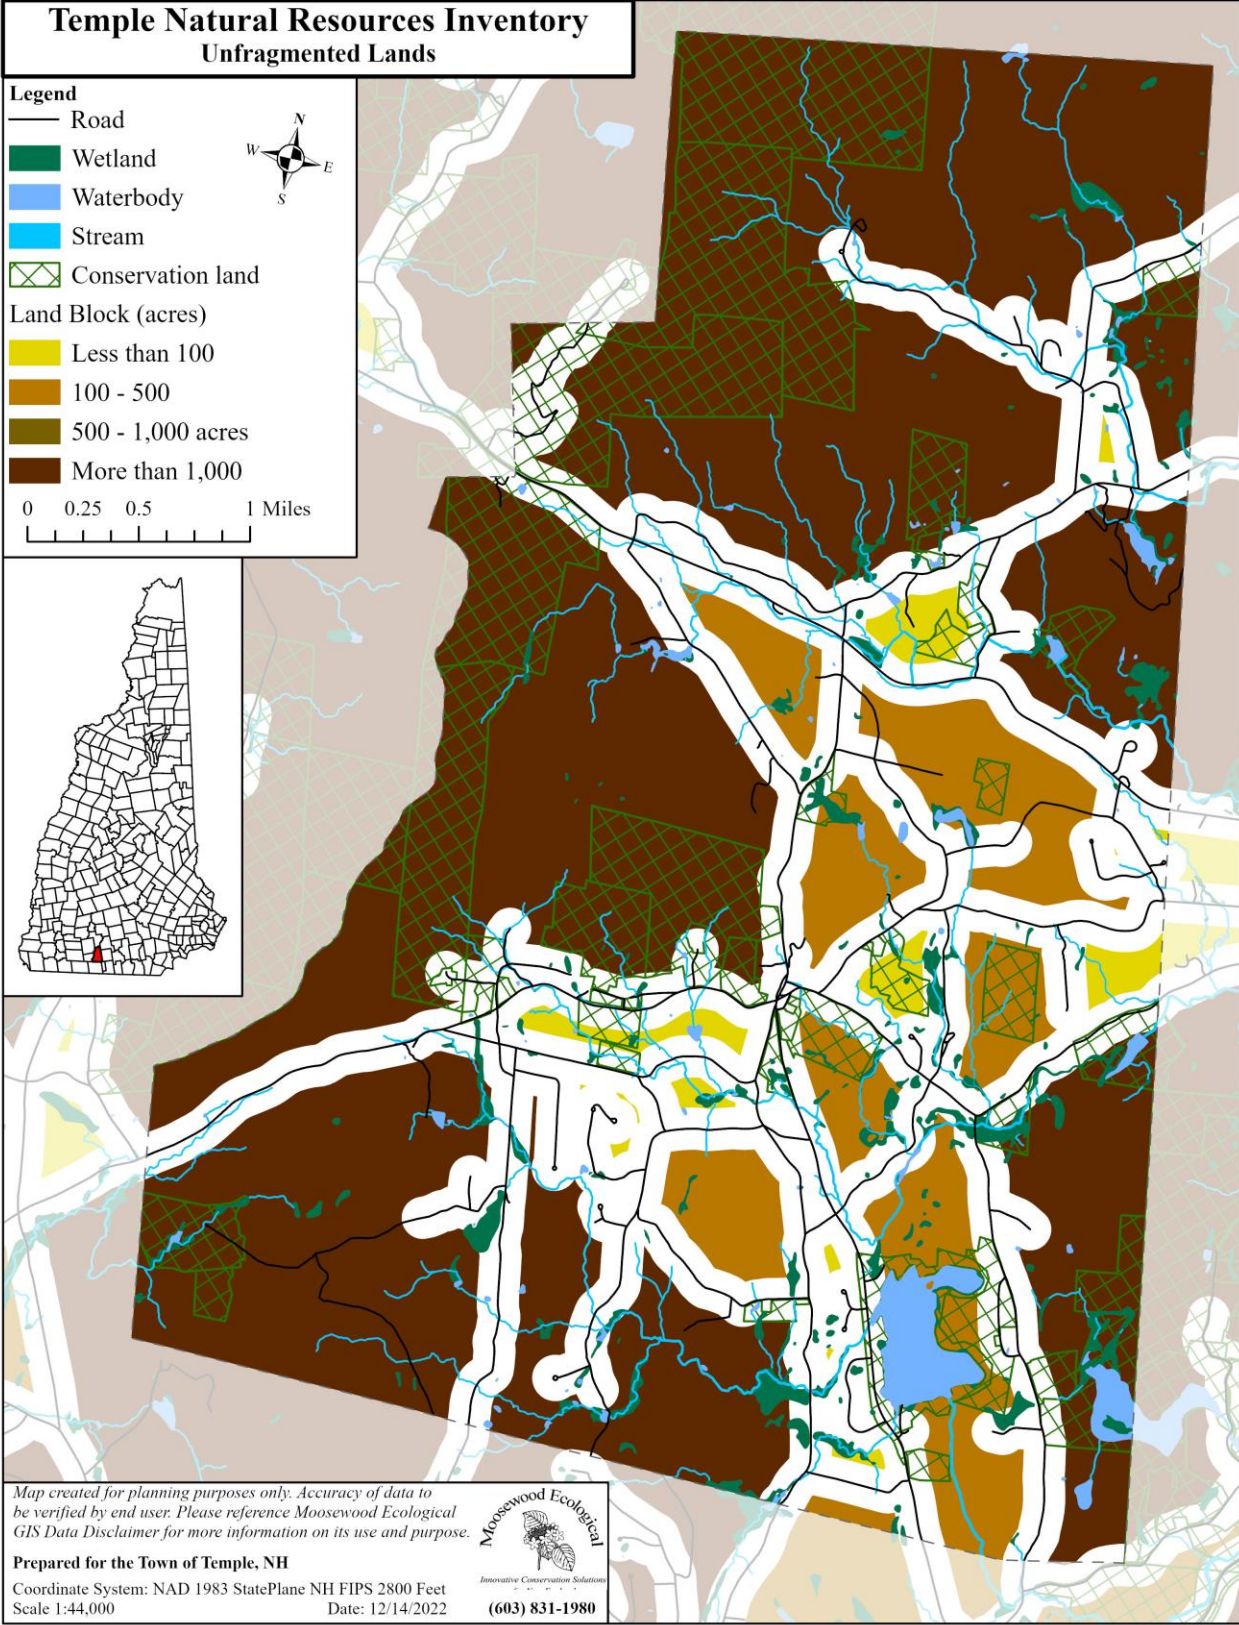 Temple Natural Resources Inventory
Unfragmented Lands
Legend
Road
Wetland
Waterbody
Stream
Conservation land
Land Block (acres)
Less than 100
100 - 500
500 - 1,000 acres
More than 1,000
N
W
E
S
0 0.25 0.5 1 Miles
Map created for planning purposes only. Accuracy of data to
be verified by end user. Please reference Moosewood Ecological
GIS Data Disclaimer for more information on its use and purpose.
Prepared for the Town of Temple, NH
Coordinate System: NAD 1983 StatePlane NH FIPS 2800 Feet
Scale 1:44,000 Date: 12/14/2022
Moosewood Ecological
Innovative Conservation Solutions
(603) 831-1980